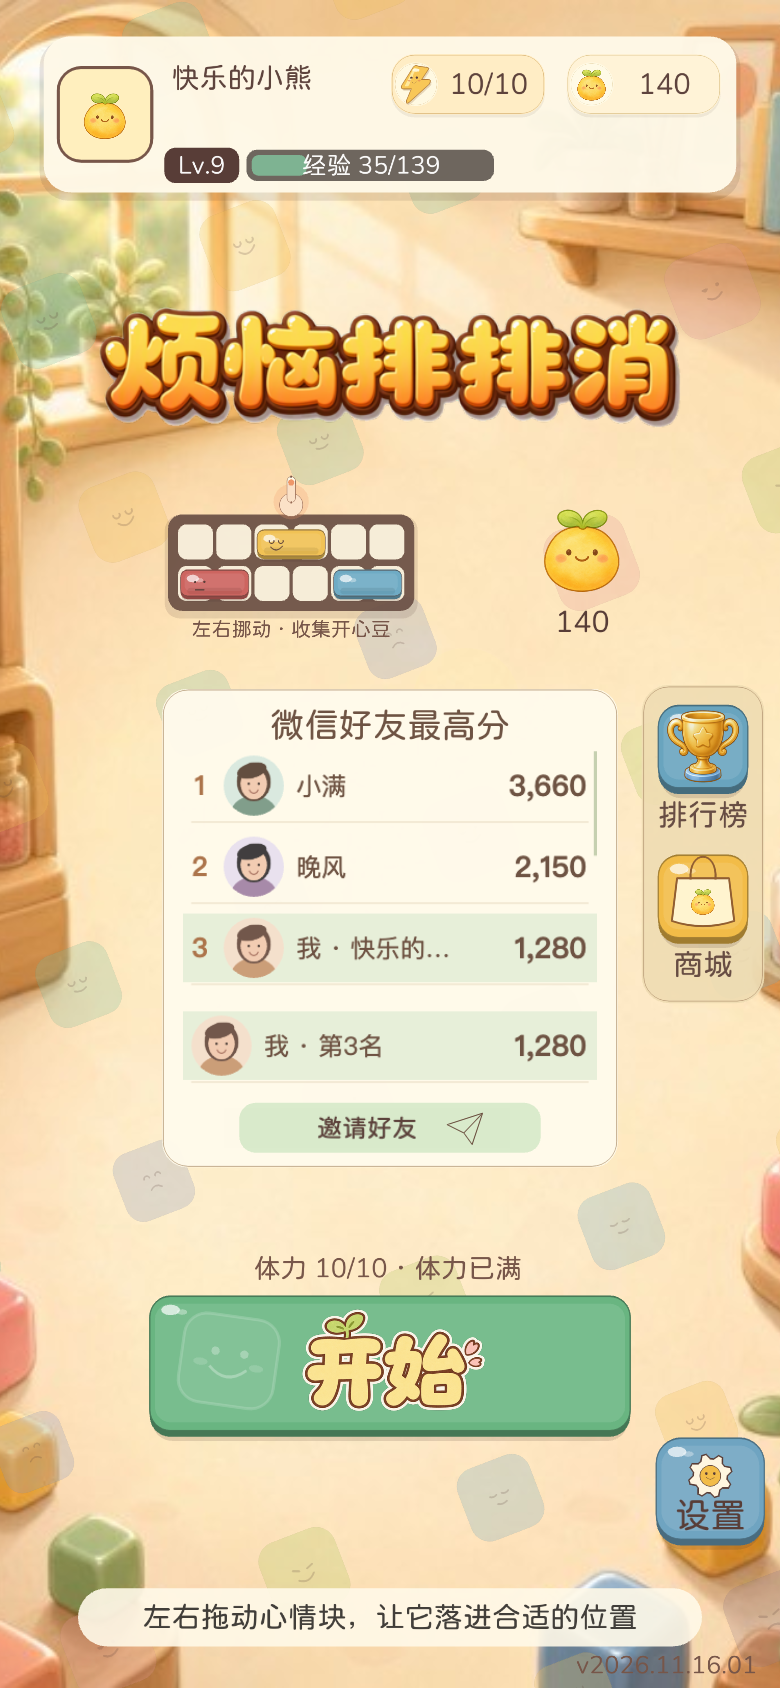 快乐的小熊
10/10
140
Lv.9
经验 35/139
烦恼排排消
左右挪动 · 收集开心豆
140
微信好友最高分
1 小满 3,660
2 晚风 2,150
3 我 · 快乐的... 1,280
我 · 第3名 1,280
邀请好友
排行榜
商城
体力 10/10 · 体力已满
开始
设置
左右拖动心情块，让它落进合适的位置
v2026.11.16.01